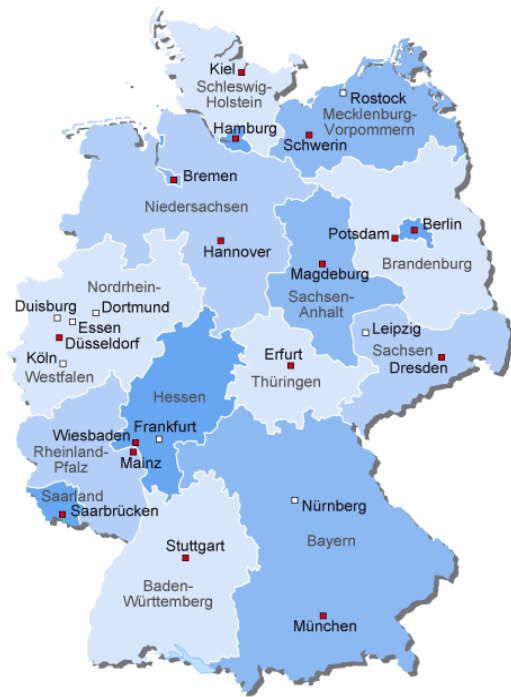 Kiel
Schleswig-
Holstein
Rostock
Mecklenburg-
Vorpommern
Hamburg
Schwerin
Bremen
Niedersachsen
Berlin
Potsdam
Brandenburg
Hannover
Magdeburg
Sachsen-
Anhalt
Nordrhein-
Duisburg
Dortmund
Essen
Düsseldorf
Köln
Westfalen
Leipzig
Sachsen
Dresden
Erfurt
Thüringen
Hessen
Wiesbaden
Frankfurt
Rheinland-
Pfalz
Mainz
Saarland
Saarbrücken
Nürnberg
Bayern
Stuttgart
Baden-
Württemberg
München